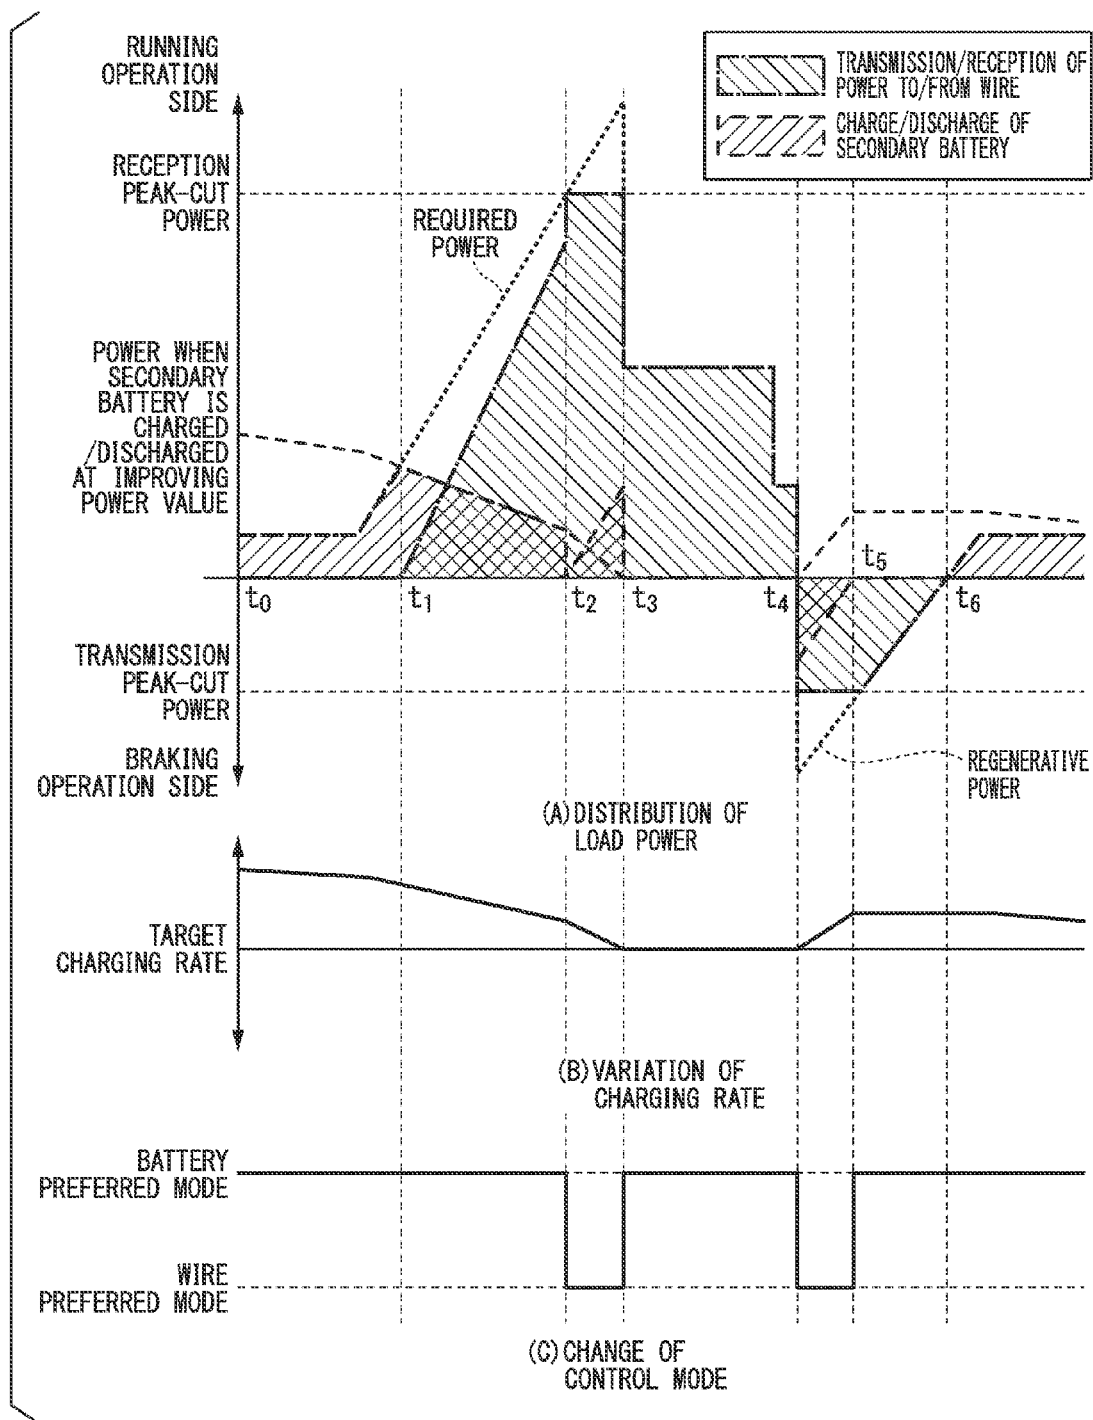 RUNNING
OPERATION
SIDE
TRANSMISSION/RECEPTION OF
POWER TO/FROM WIRE
CHARGE/DISCHARGE OF
SECONDARY BATTERY
RECEPTION
PEAK-CUT
POWER
REQUIRED
POWER
POWER WHEN
SECONDARY
BATTERY IS
CHARGED
/DISCHARGED
AT IMPROVING
POWER VALUE
t0
t1
t2
t3
t4
t5
t6
TRANSMISSION
PEAK-CUT
POWER
BRAKING
OPERATION SIDE
REGENERATIVE
POWER
(A) DISTRIBUTION OF
LOAD POWER
TARGET
CHARGING RATE
(B) VARIATION OF
CHARGING RATE
BATTERY
PREFERRED MODE
WIRE
PREFERRED MODE
(C) CHANGE OF
CONTROL MODE